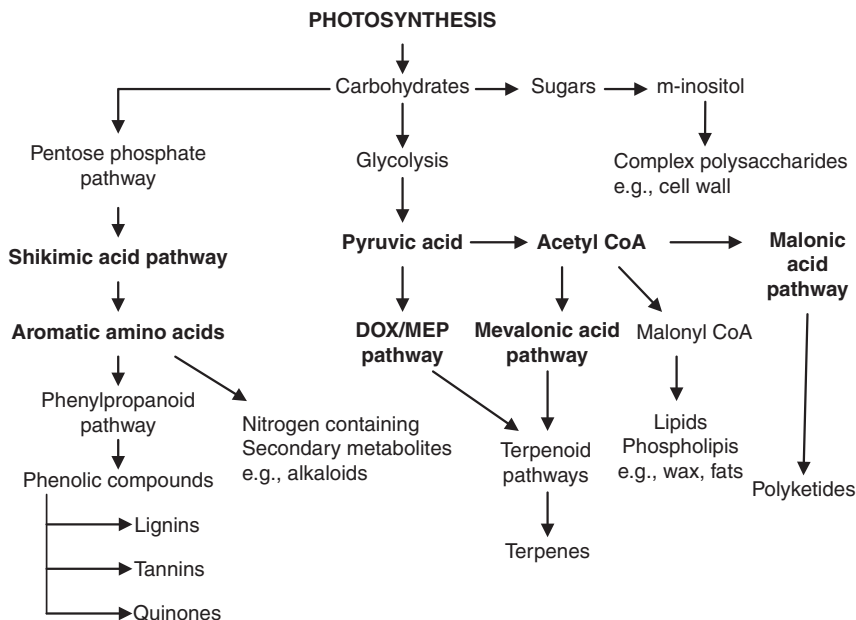 PHOTOSYNTHESIS
Carbohydrates
Sugars
m-inositol
Pentose phosphate
pathway
Glycolysis
Complex polysaccharides
e.g., cell wall
Shikimic acid pathway
Pyruvic acid
Acetyl CoA
Malonic
acid
pathway
Aromatic amino acids
DOX/MEP
pathway
Mevalonic acid
pathway
Malonyl CoA
Phenylpropanoid
pathway
Nitrogen containing
Secondary metabolites
e.g., alkaloids
Terpenoid
pathways
Lipids
Phospholipis
e.g., wax, fats
Polyketides
Phenolic compounds
Lignins
Terpenes
Tannins
Quinones